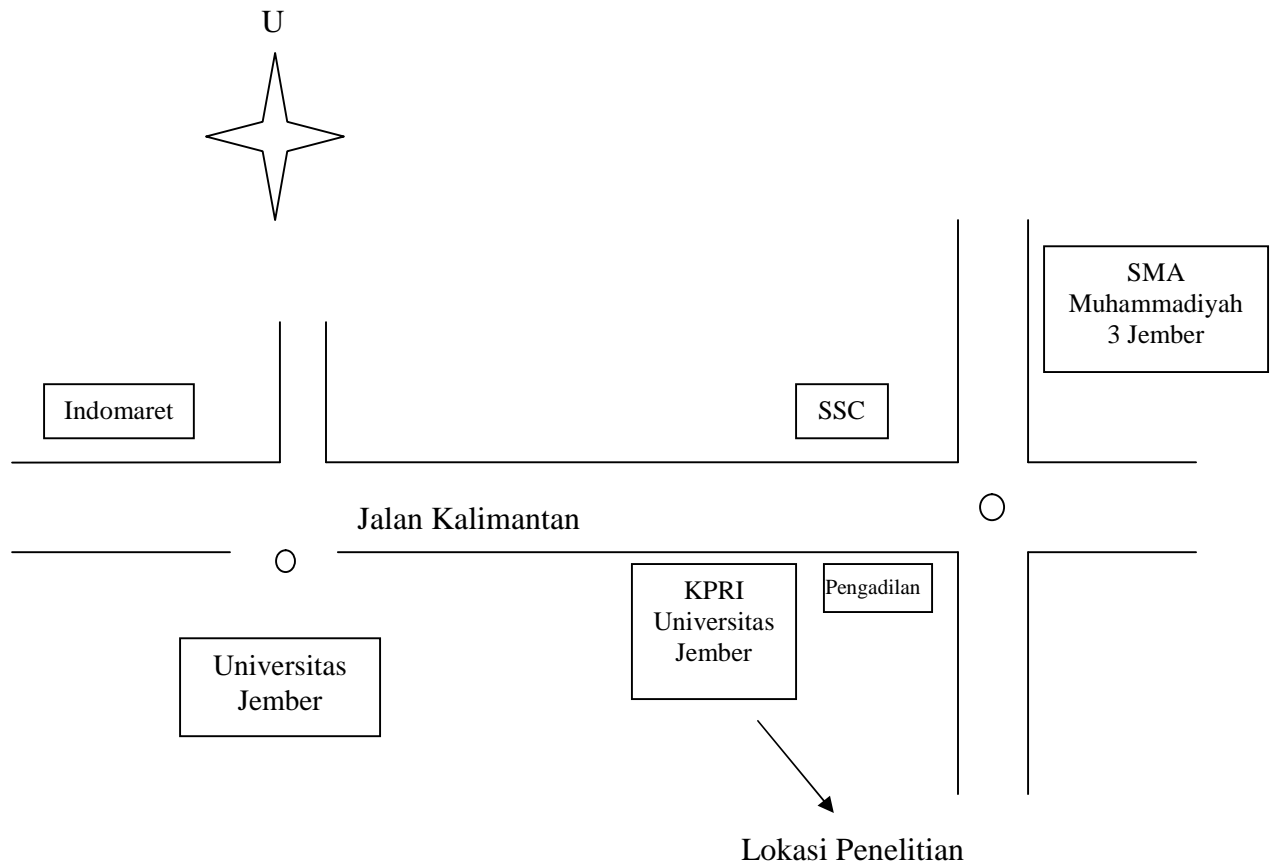 U
SMA
Muhammadiyah
3 Jember
Indomaret
SSC
Jalan Kalimantan
KPRI
Universitas
Jember
Pengadilan
Universitas
Jember
Lokasi Penelitian